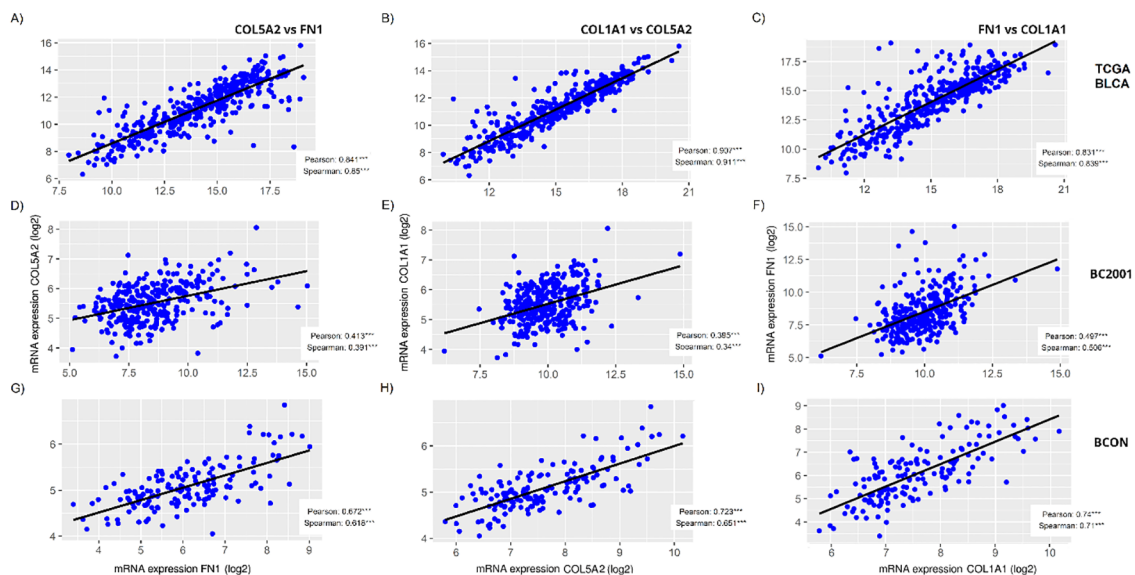 A)
COL5A2 vs FN1
B)
COL1A1 vs COL5A2
C)
FN1 vs COL1A1
TCGA
BLCA
16
14
12
10
8
6
Pearson: 0.841***
Spearman: 0.85***
7.5
10.0
12.5
15.0
17.5
16
14
12
10
8
6
Pearson: 0.937***
Spearman: 0.911***
12
15
18
21
17.5
15.0
12.5
10.0
7.5
Pearson: 0.831***
Spearman: 0.839***
12
15
18
21
D)
mRNA expression COL5A2 (log2)
8
7
6
5
4
Pearson: 0.413***
Spearman: 0.391***
5.0
7.5
10.0
12.5
15.0
E)
mRNA expression COL1A1 (log2)
8
7
6
5
4
Pearson: 0.385***
Spearman: 0.34***
7.5
10.0
12.5
15.0
F)
mRNA expression FN1 (log2)
15.0
12.5
10.0
7.5
5.0
Pearson: 0.497***
Spearman: 0.506***
7.5
10.0
12.5
15.0
BC2001
G)
6
5
4
Pearson: 0.672***
Spearman: 0.618***
4
5
6
7
8
9
mRNA expression FN1 (log2)
H)
6
5
4
Pearson: 0.723***
Spearman: 0.651***
6
7
8
9
10
mRNA expression COL5A2 (log2)
I)
9
8
7
6
5
4
Pearson: 0.74***
Spearman: 0.71***
6
7
8
9
10
mRNA expression COL1A1 (log2)
BCON